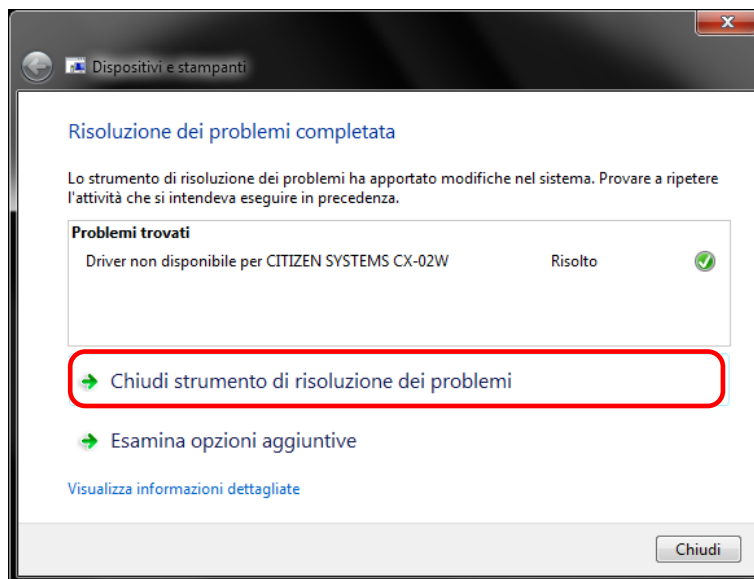 Dispositivi e stampanti
Risoluzione dei problemi completata
Lo strumento di risoluzione dei problemi ha apportato modifiche nel sistema. Provare a ripetere
l'attività che si intendeva eseguire in precedenza.
Problemi trovati
Driver non disponibile per CITIZEN SYSTEMS CX-02W Risolto
Chiudi strumento di risoluzione dei problemi
Esamina opzioni aggiuntive
Visualizza informazioni dettagliate
Chiudi